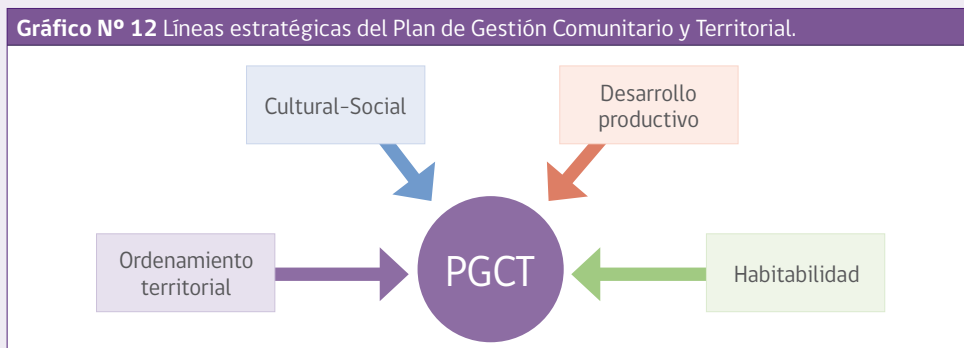 Gráfico Nº 12 Líneas estratégicas del Plan de Gestión Comunitario y Territorial.
Cultural-Social
Desarrollo
productivo
Ordenamiento
territorial
PGCT
Habitabilidad